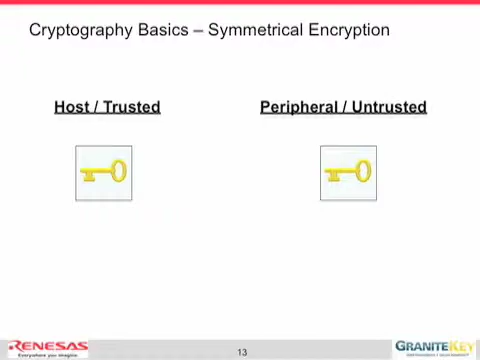 Cryptography Basics – Symmetrical Encryption
Host / Trusted
Peripheral / Untrusted
RENESAS
Everywhere you imagine.
13
GRANITEKEY